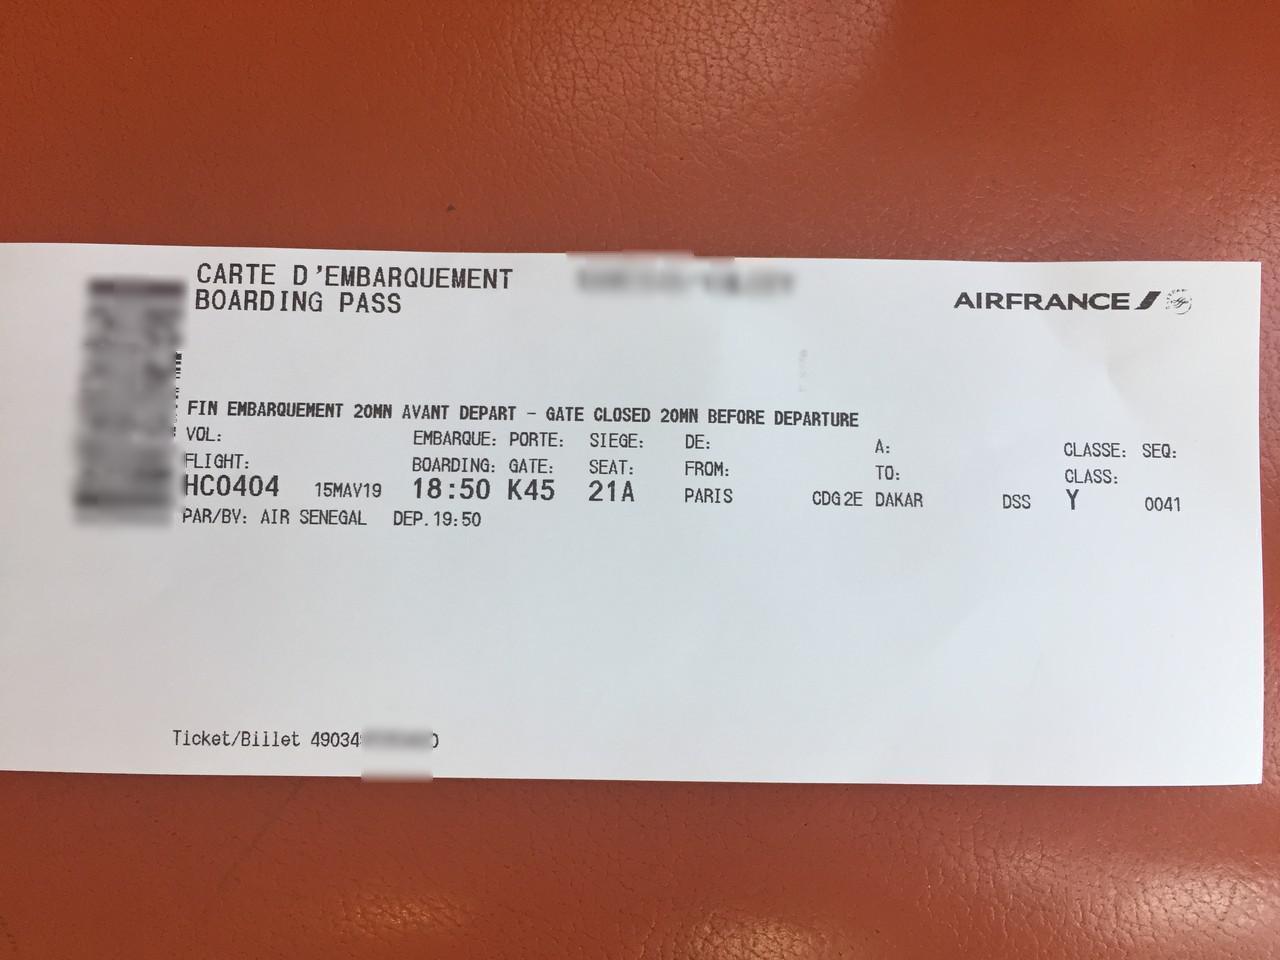 CARTE D'EMBARQUEMENT
BOARDING PASS
AIRFRANCE
FIN EMBARQUEMENT 20MN AVANT DEPART - GATE CLOSED 20MN BEFORE DEPARTURE
VOL: EMBARQUE: PORTE: SIEGE: DE: A: CLASSE: SEQ:
FLIGHT: BOARDING: GATE: SEAT: FROM: TO: CLASS:
HC0404 15MAY19 18:50 K45 21A PARIS CDG2E DAKAR DSS Y 0041
PAR/BY: AIR SENEGAL DEP.19:50
Ticket/Billet 49034